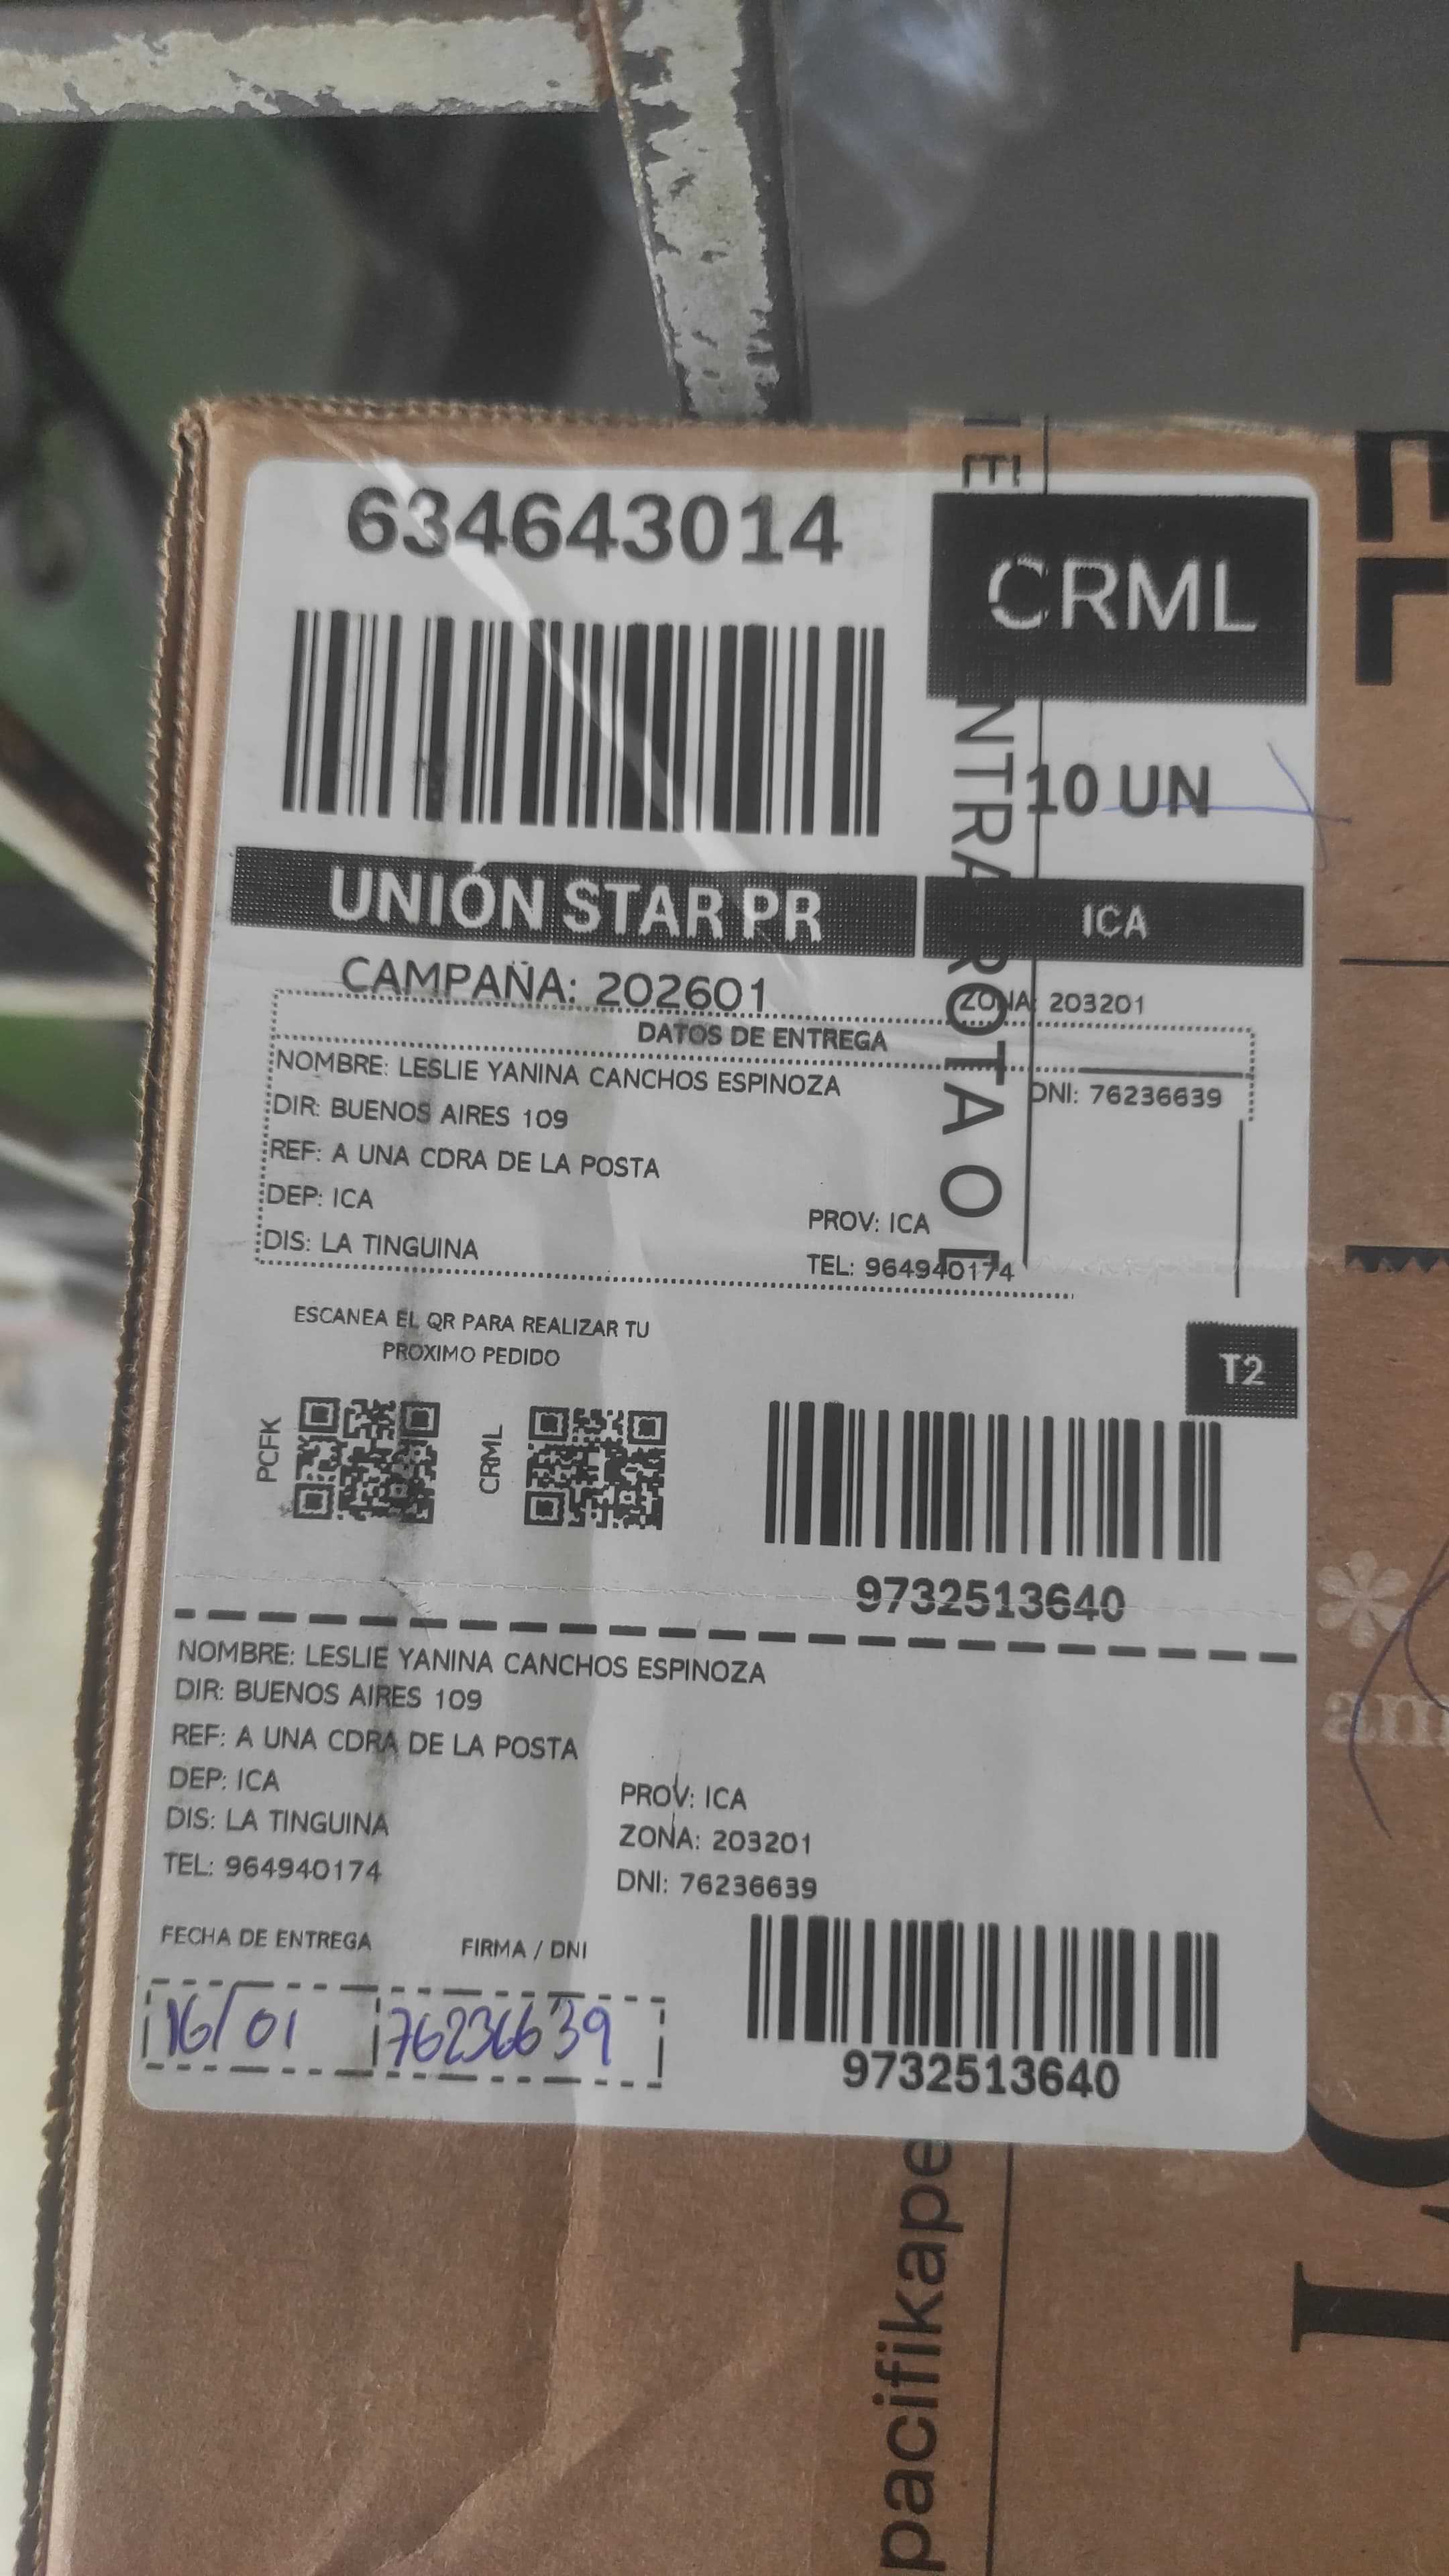 634643014
CRML
10 UN
UNIÓN STAR PR
ICA
CAMPAÑA: 202601
ZONA: 203201
DATOS DE ENTREGA
NOMBRE: LESLIE YANINA CANCHOS ESPINOZA
DNI: 76236639
DIR: BUENOS AIRES 109
REF: A UNA CDRA DE LA POSTA
DEP: ICA
PROV: ICA
DIS: LA TINGUINA
TEL: 964940174
ESCANEA EL QR PARA REALIZAR TU
PROXIMO PEDIDO
T2
PCFK
CRML
9732513640
NOMBRE: LESLIE YANINA CANCHOS ESPINOZA
DIR: BUENOS AIRES 109
REF: A UNA CDRA DE LA POSTA
DEP: ICA
PROV: ICA
DIS: LA TINGUINA
ZONA: 203201
TEL: 964940174
DNI: 76236639
FECHA DE ENTREGA
FIRMA / DNI
16/01
76236639
9732513640
pacifikape